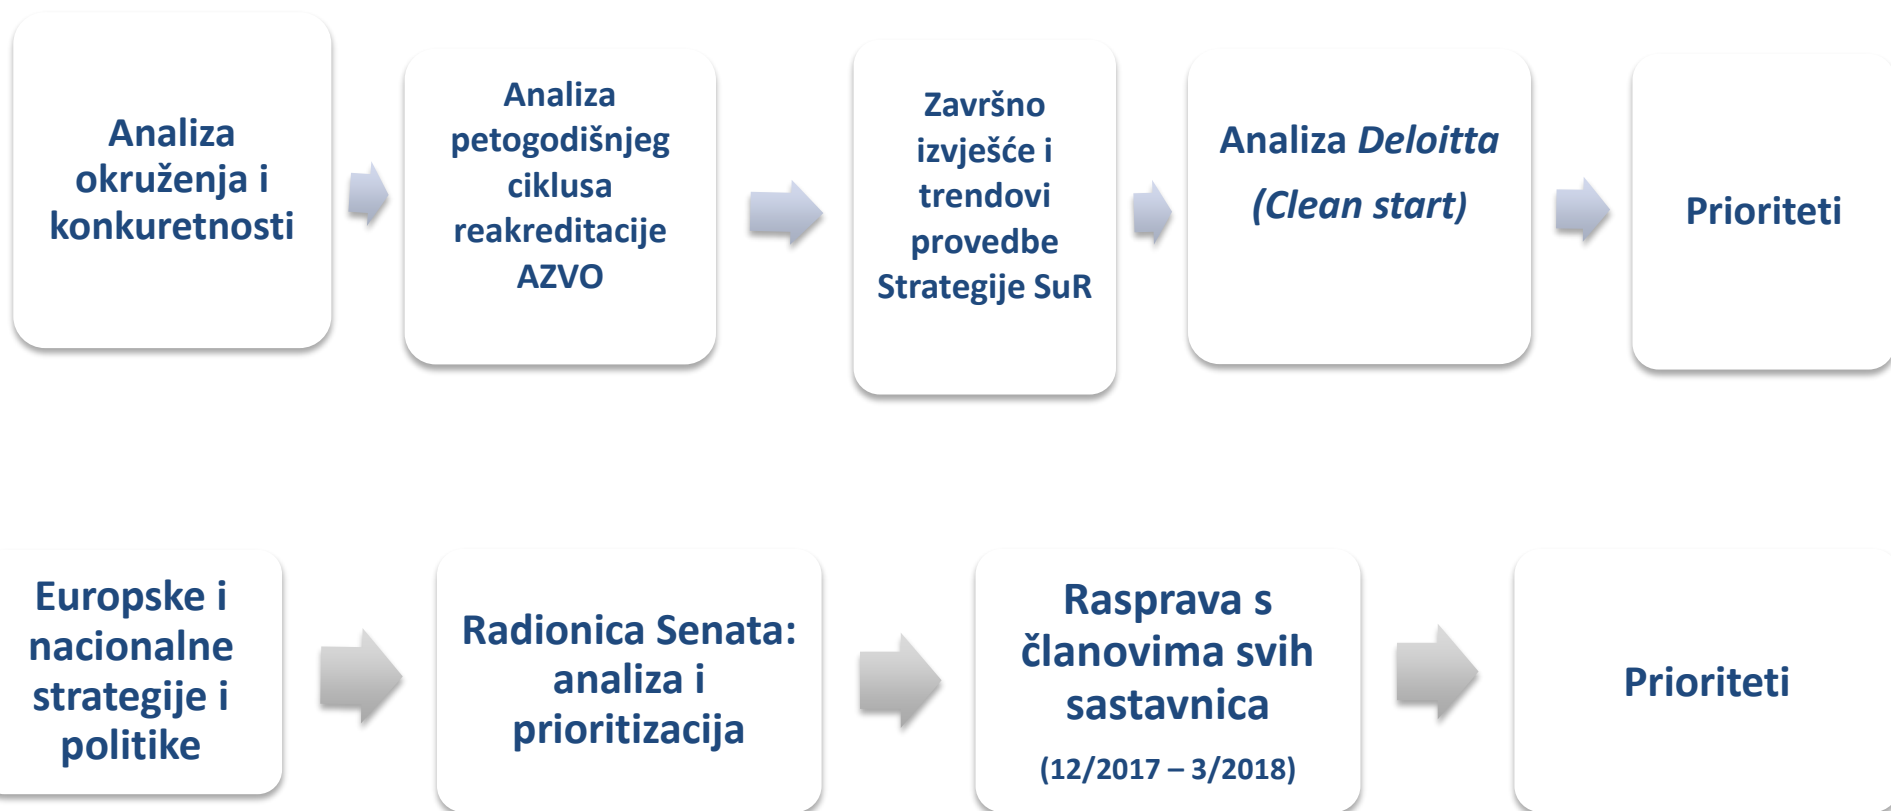 Analiza
okruženja i
konkuretnosti
Analiza
petogodišnjeg
ciklusa
reakreditacije
AZVO
Završno
izvješće i
trendovi
provedbe
Strategije SuR
Analiza Deloitta
(Clean start)
Prioriteti
Europske i
nacionalne
strategije i
politike
Radionica Senata:
analiza i
prioritizacija
Rasprava s
članovima svih
sastavnica
(12/2017 – 3/2018)
Prioriteti